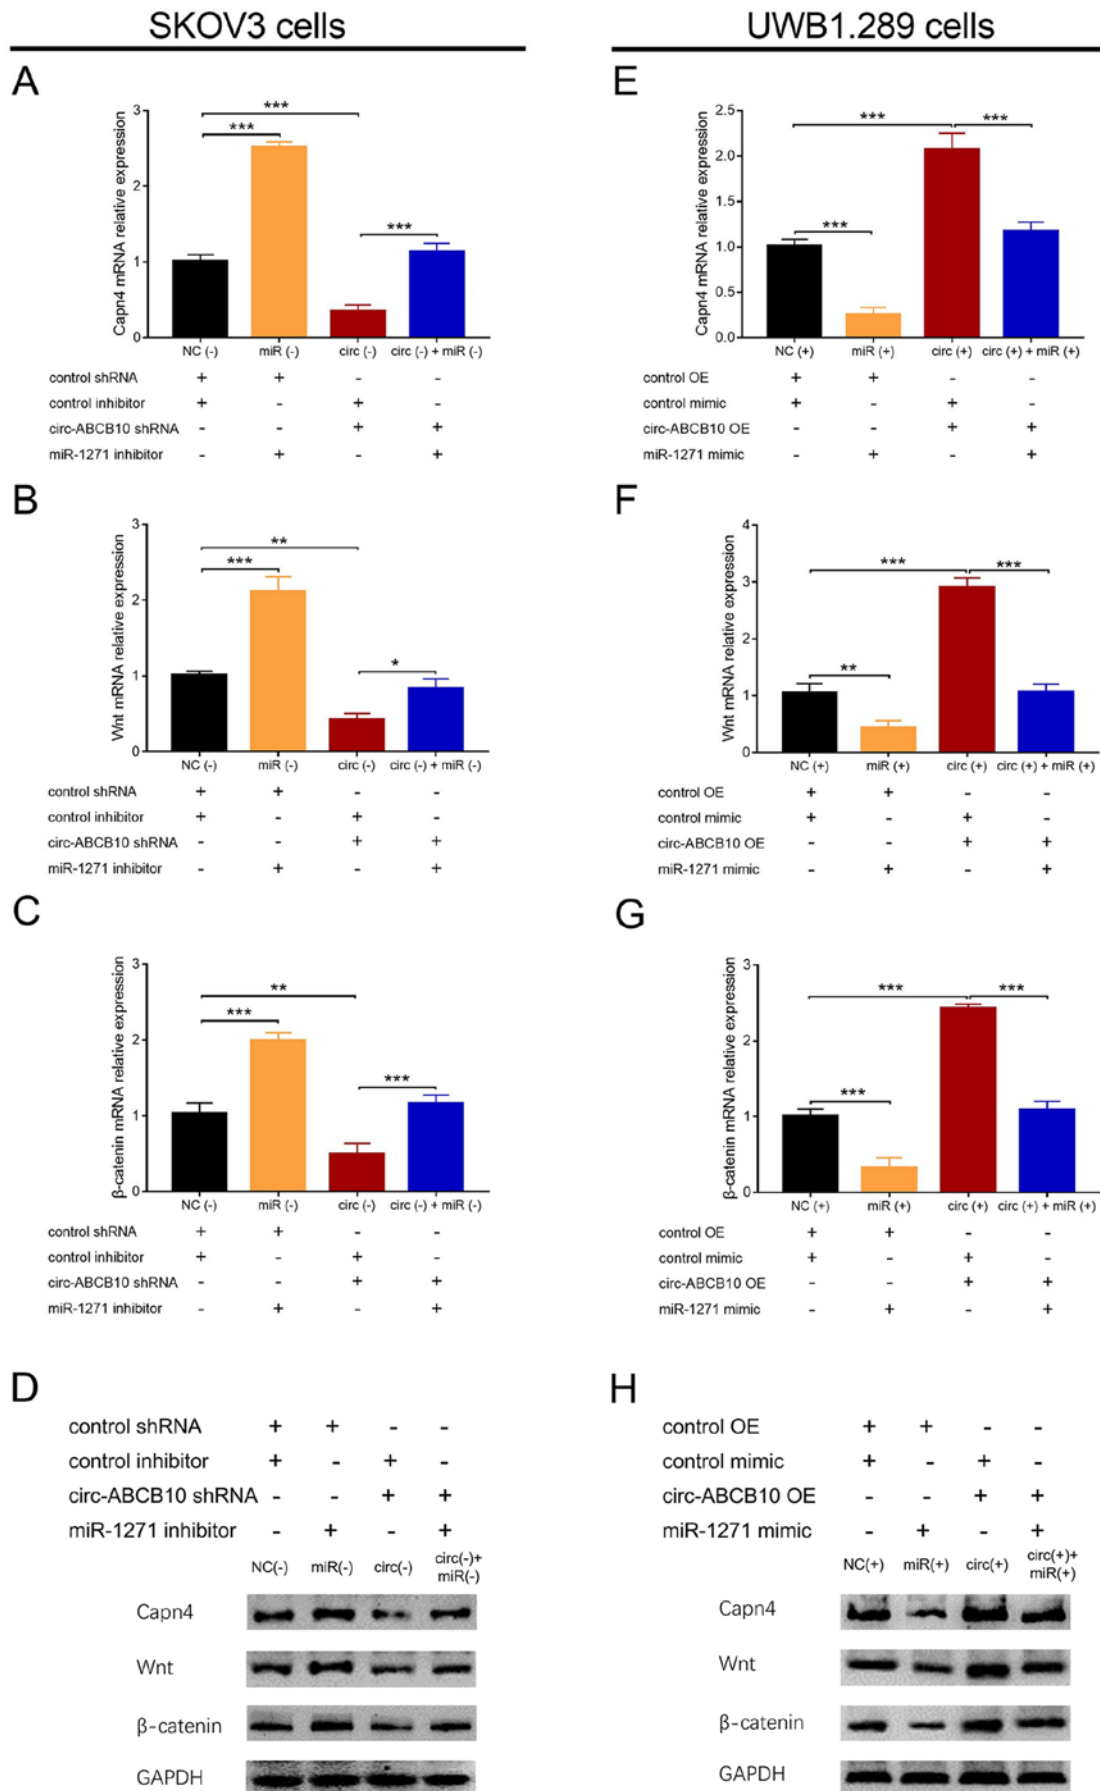 SKOV3 cells
UWB1.289 cells
A
Capn4 mRNA relative expression
3
2
1
0
***
***
***
NC (-) miR (-) circ (-) circ (-) + miR (-)
control shRNA + + - -
control inhibitor + - + -
circ-ABCB10 shRNA - - + +
miR-1271 inhibitor - + - +
B
Wnt mRNA relative expression
3
2
1
0
**
***
*
NC (-) miR (-) circ (-) circ (-) + miR (-)
control shRNA + + - -
control inhibitor + - + -
circ-ABCB10 shRNA - - + +
miR-1271 inhibitor - + - +
C
β-catenin mRNA relative expression
3
2
1
0
**
***
***
NC (-) miR (-) circ (-) circ (-) + miR (-)
control shRNA + + - -
control inhibitor + - + -
circ-ABCB10 shRNA - - + +
miR-1271 inhibitor - + - +
D
control shRNA + + - -
control inhibitor + - + -
circ-ABCB10 shRNA - - + +
miR-1271 inhibitor - + - +
NC(-) miR(-) circ(-) circ(-)+
miR(-)
Capn4
Wnt
β-catenin
GAPDH
E
Capn4 mRNA relative expression
2.5
2.0
1.5
1.0
0.5
0.0
*** ***
***
NC (+) miR (+) circ (+) circ (+) + miR (+)
control OE + + - -
control mimic + - + -
circ-ABCB10 OE - - + +
miR-1271 mimic - + - +
F
Wnt mRNA relative expression
4
3
2
1
0
*** ***
**
NC (+) miR (+) circ (+) circ (+) + miR (+)
control OE + + - -
control mimic + - + -
circ-ABCB10 OE - - + +
miR-1271 mimic - + - +
G
β-catenin mRNA relative expression
3
2
1
0
*** ***
***
NC (+) miR (+) circ (+) circ (+) + miR (+)
control OE + + - -
control mimic + - + -
circ-ABCB10 OE - - + +
miR-1271 mimic - + - +
H
control OE + + - -
control mimic + - + -
circ-ABCB10 OE - - + +
miR-1271 mimic - + - +
NC(+) miR(+) circ(+) circ(+)+
miR(+)
Capn4
Wnt
β-catenin
GAPDH